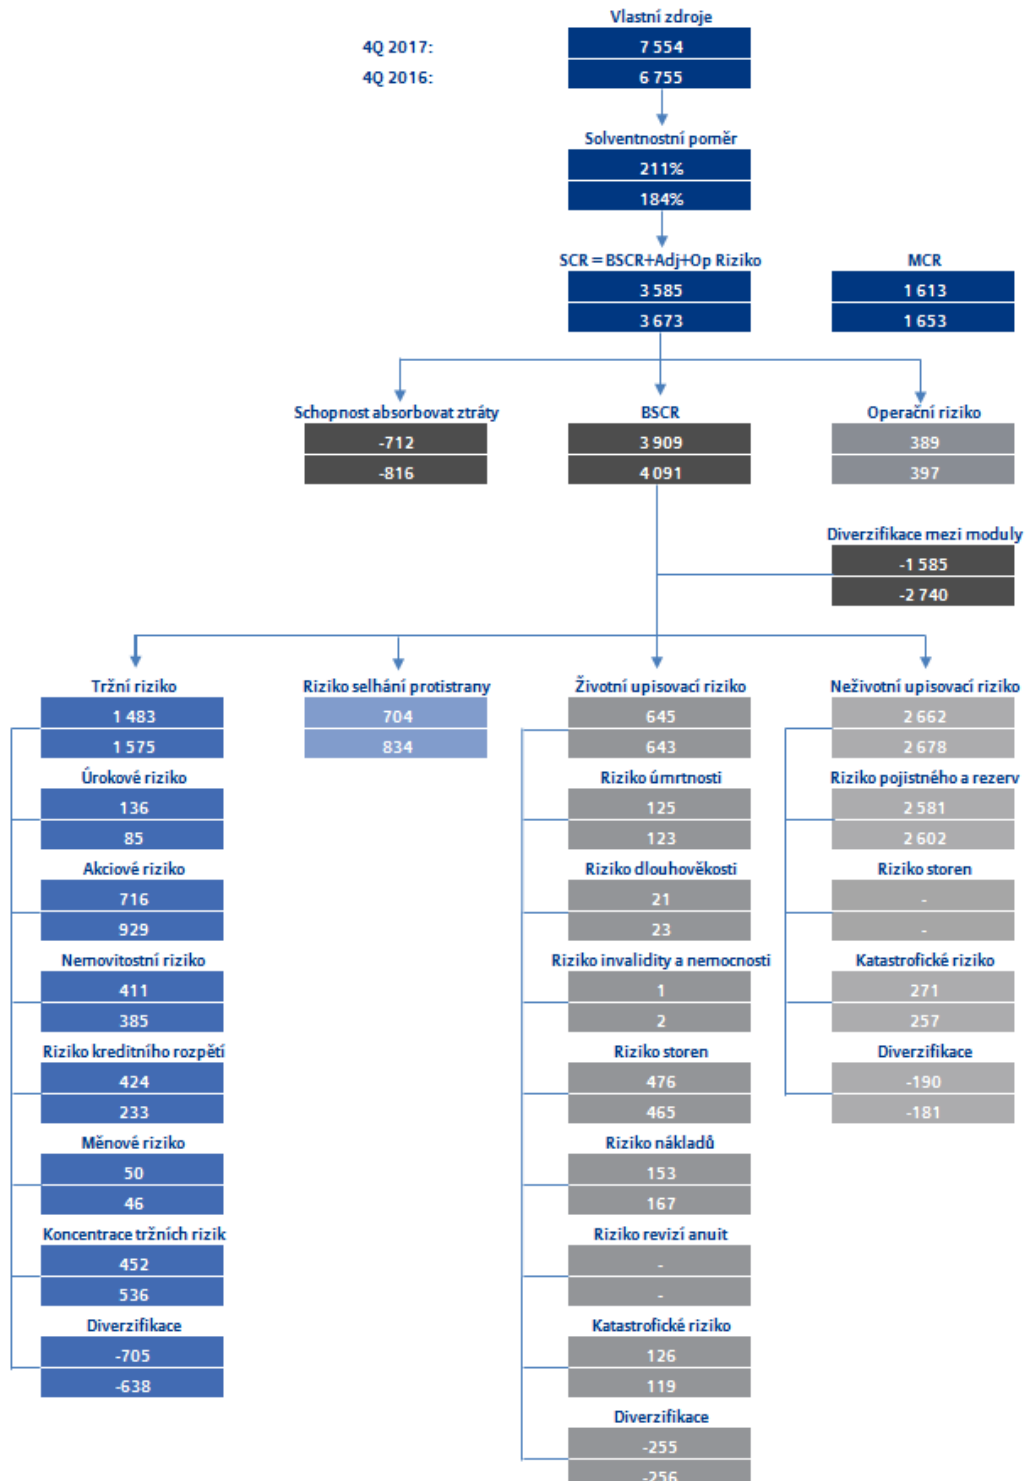 Vlastní zdroje
4Q 2017: 7 554
4Q 2016: 6 755
Solventnostní poměr
211%
184%
SCR = BSCR+Adj+Op Riziko MCR
3 585 1 613
3 673 1 653
Schopnost absorbovat ztráty BSCR Operační riziko
-712 3 909 389
-816 4 091 397
Diverzifikace mezi moduly
-1 585
-2 740
Tržní riziko Riziko selhání protistrany Životní upisovací riziko Neživotní upisovací riziko
1 483 704 645 2 662
1 575 834 643 2 678
Úrokové riziko Riziko úmrtnosti Riziko pojistného a rezerv
136 125 2 581
85 123 2 602
Akciové riziko Riziko dlouhověkosti Riziko storen
716 21 -
929 23 -
Nemovitostní riziko Riziko invalidity a nemocnosti Katastrofické riziko
411 1 271
385 2 257
Riziko kreditního rozpětí Riziko storen Diverzifikace
424 476 -190
233 465 -181
Měnové riziko Riziko nákladů
50 153
46 167
Koncentrace tržních rizik Riziko revizí anuit
452 -
536 -
Diverzifikace Katastrofické riziko
-705 126
-638 119
Diverzifikace
-255
-256